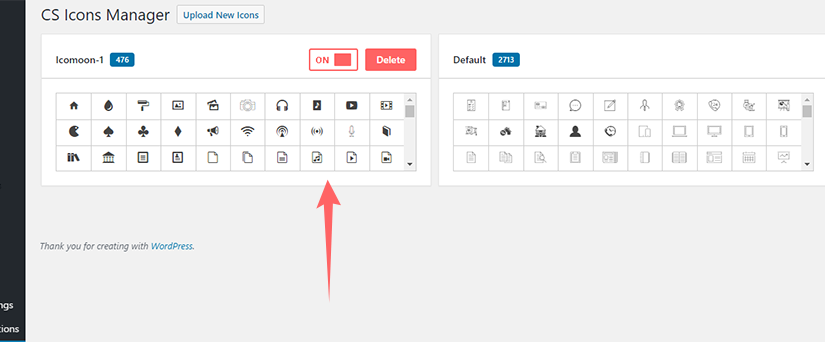 CS Icons Manager Upload New Icons
Icomoon-1 476 ON Delete
Default 2713
Thank you for creating with WordPress.
ngs
tions